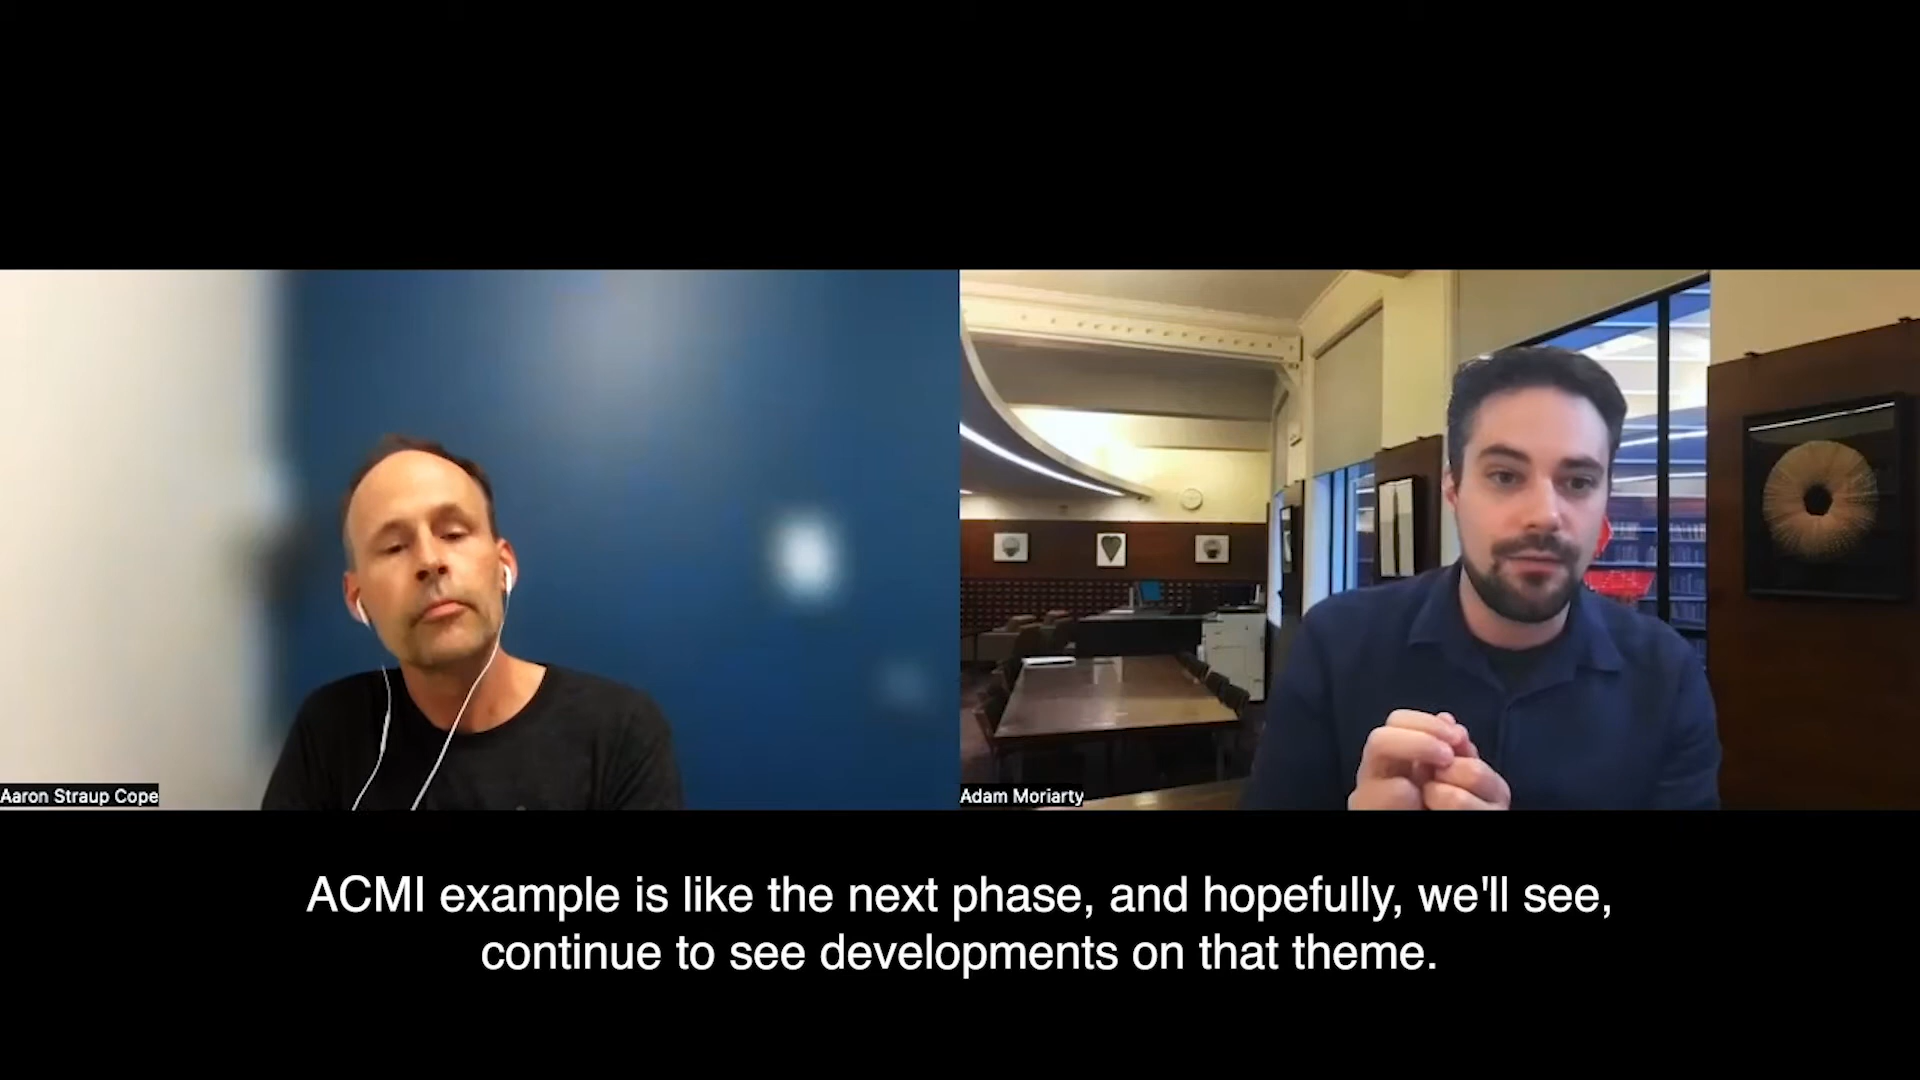 Aaron Straup Cope
Adam Moriarty
ACMI example is like the next phase, and hopefully, we'll see,
continue to see developments on that theme.